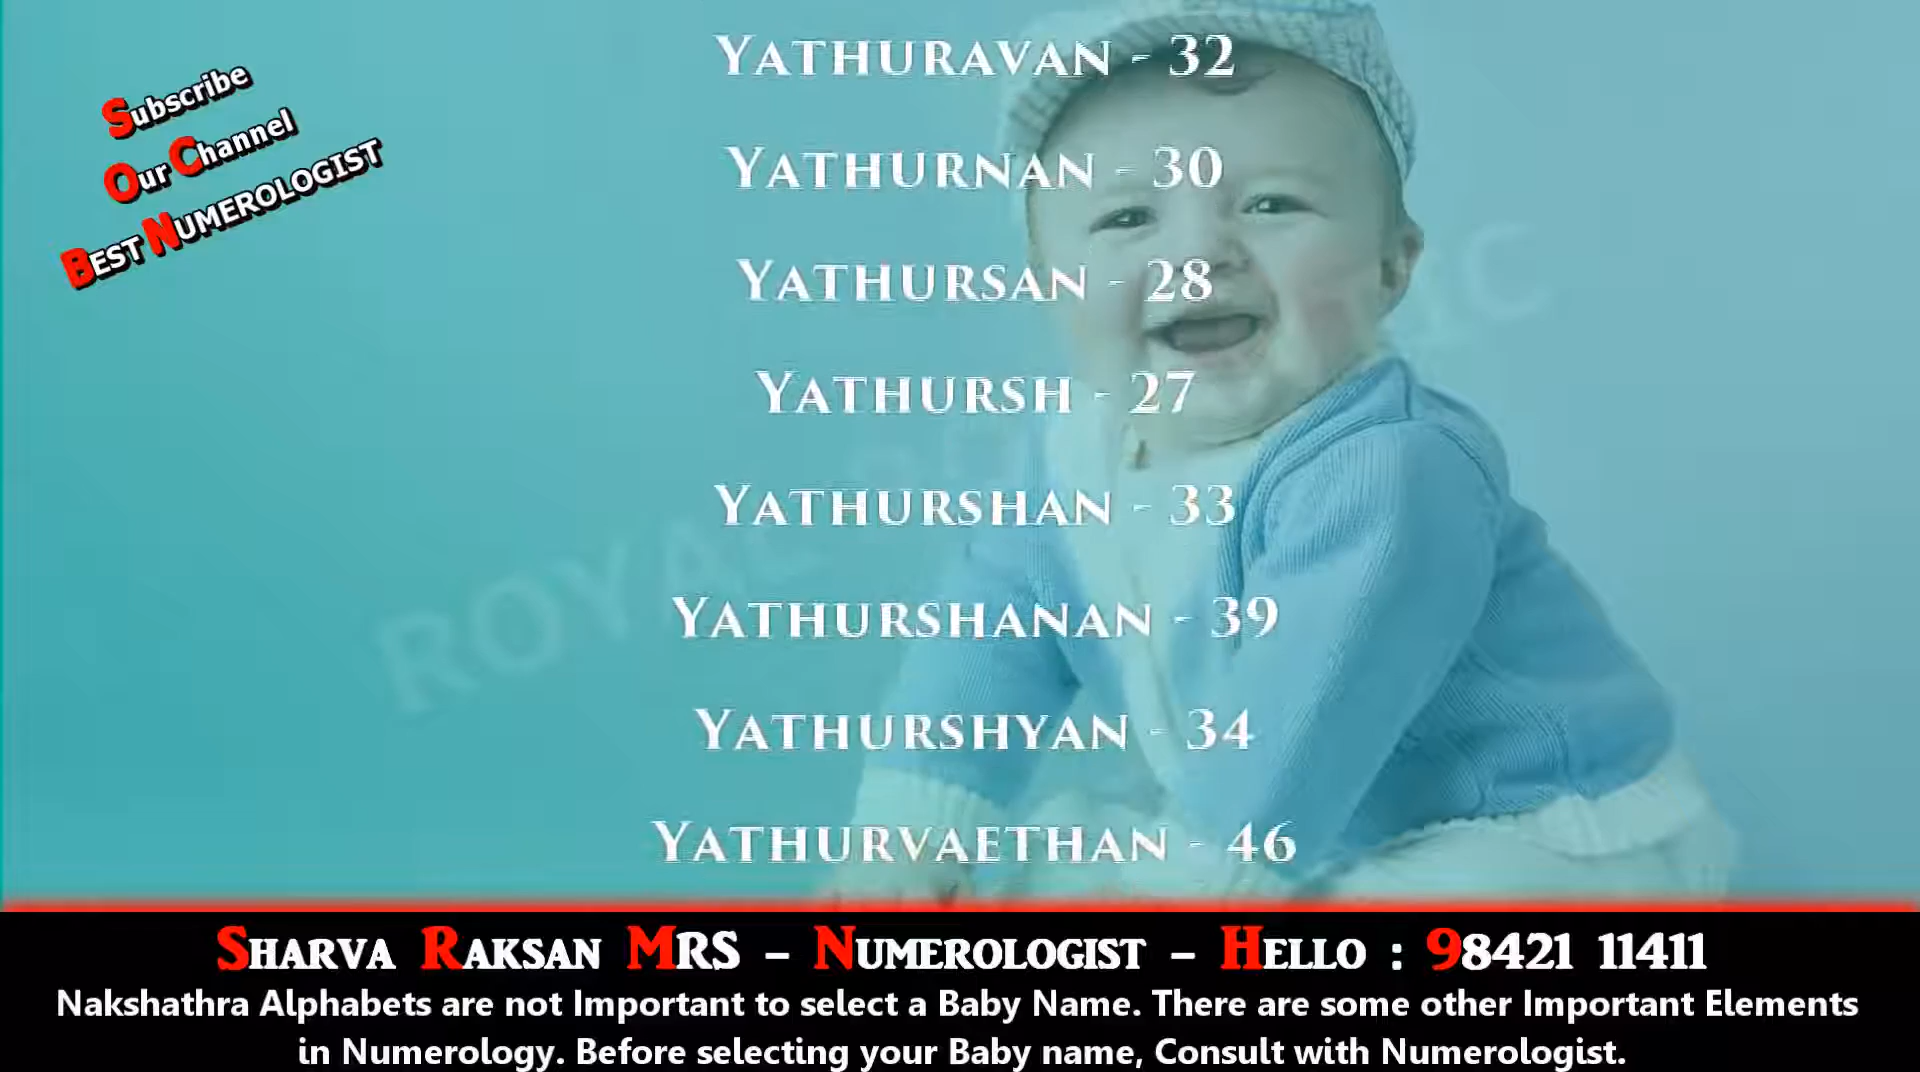 Subscribe
Our Channel
BEST NUMEROLOGIST
YATHURAVAN - 32
YATHURNAN - 30
YATHURSAN - 28
YATHURSH - 27
YATHURSHAN - 33
YATHURSHANAN - 39
YATHURSHYAN - 34
YATHURVAETHAN - 46
ROYAL
SHARVA RAKSAN MRS – NUMEROLOGIST – HELLO : 98421 11411
Nakshathra Alphabets are not Important to select a Baby Name. There are some other Important Elements
in Numerology. Before selecting your Baby name, Consult with Numerologist.